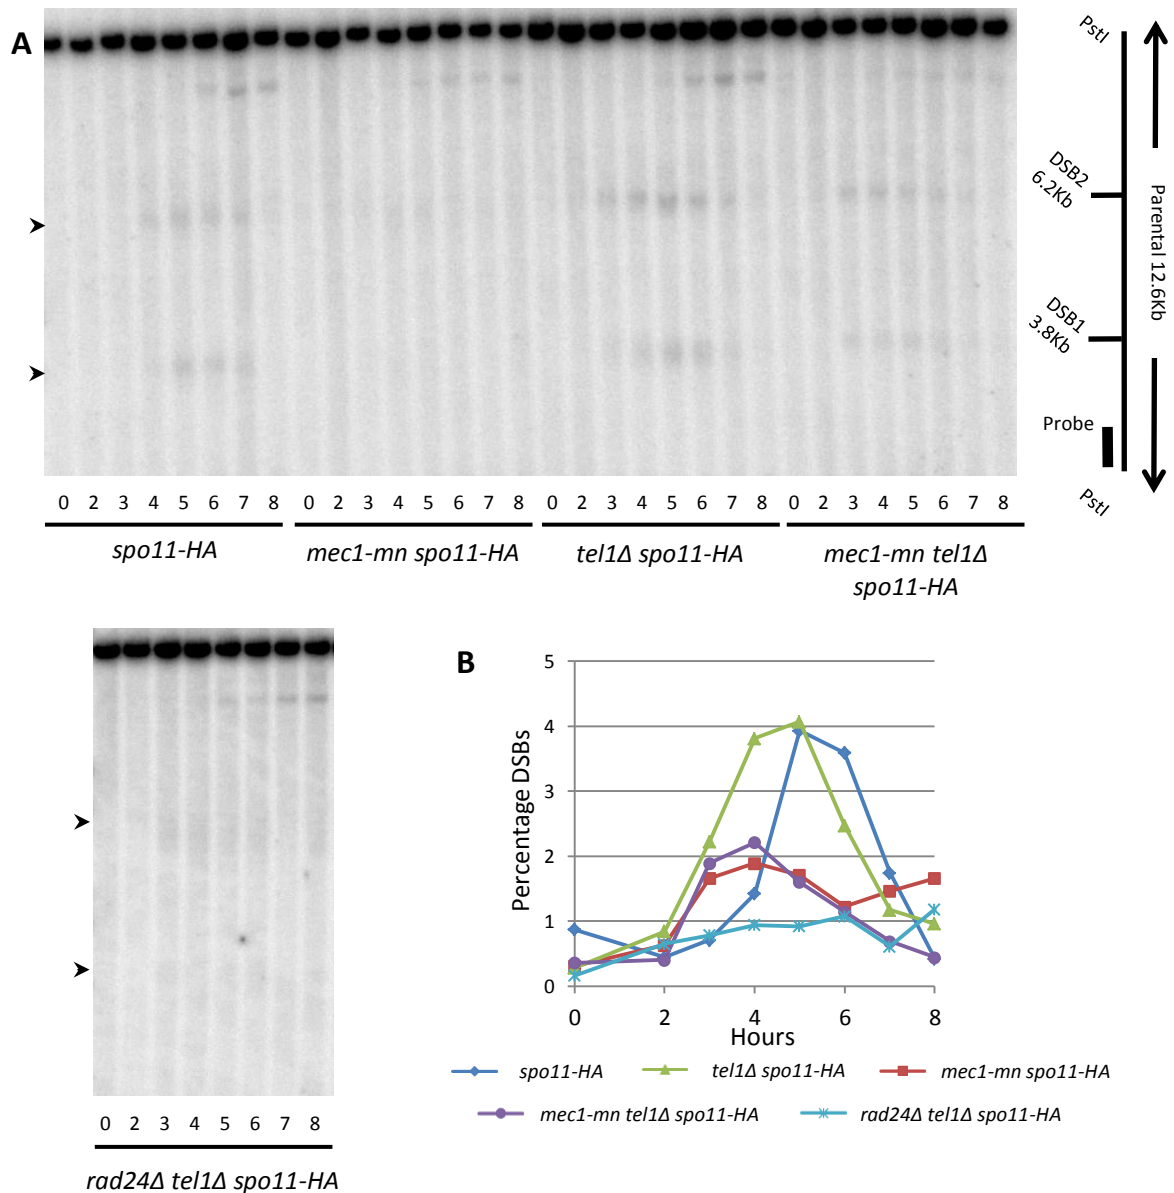 A
PstI
DSB2
6.2Kb
Parental 12.6Kb
DSB1
3.8Kb
Probe
PstI
0 2 3 4 5 6 7 8 0 2 3 4 5 6 7 8 0 2 3 4 5 6 7 8 0 2 3 4 5 6 7 8
spo11-HA
mec1-mn spo11-HA
tel1Δ spo11-HA
mec1-mn tel1Δ
spo11-HA
0 2 3 4 5 6 7 8
rad24Δ tel1Δ spo11-HA
B
Percentage DSBs
5
4
3
2
1
0
0 2 4 6 8
Hours
spo11-HA tel1Δ spo11-HA mec1-mn spo11-HA
mec1-mn tel1Δ spo11-HA rad24Δ tel1Δ spo11-HA